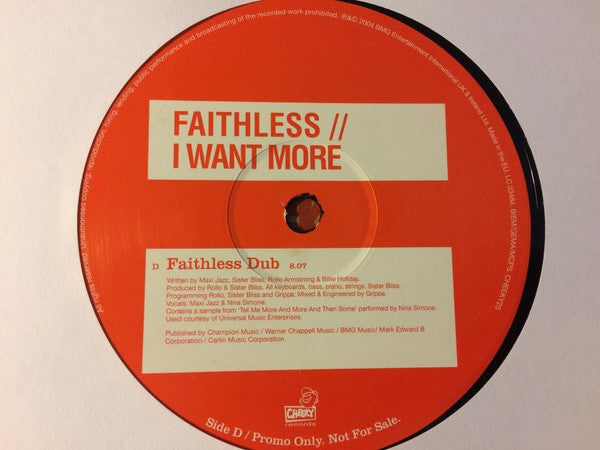 All rights reserved. Unauthorised copying, reproduction, hiring, lending, public performance and broadcasting of the recorded work prohibited. ℗&© 2004 BMG Entertainment International UK & Ireland Ltd. Made in the EU. LC 03484. BIEM/GEMA/MCPS CHEEKY25
FAITHLESS //
I WANT MORE
D Faithless Dub 8.07
Written by Maxi Jazz, Sister Bliss, Rollo Armstrong & Billie Holiday.
Produced by Rollo & Sister Bliss. All keyboards, bass, piano, strings: Sister Bliss.
Programming Rollo, Sister Bliss and Grippa: Mixed & Engineered by Grippa.
Vocals: Maxi Jazz & Nina Simone.
Contains a sample from 'Tell Me More And More And Then Some' performed by Nina Simone.
Used courtesy of Universal Music Enterprises.
Published by Champion Music / Warner Chappell Music / BMG Music/ Mark Edward B
Corporation / Carlin Music Corporation.
CHEEKY
records
Side D / Promo Only. Not For Sale.